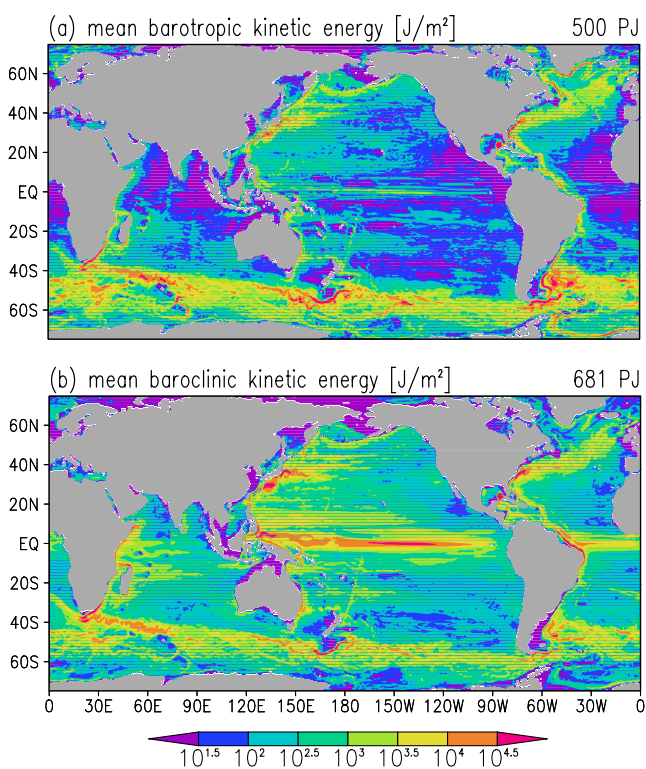 (a) mean barotropic kinetic energy [J/m²] 500 PJ
60N
40N
20N
EQ
20S
40S
60S
(b) mean baroclinic kinetic energy [J/m²] 681 PJ
60N
40N
20N
EQ
20S
40S
60S
0 30E 60E 90E 120E 150E 180 150W 120W 90W 60W 30W 0
10^1.5 10^2 10^2.5 10^3 10^3.5 10^4 10^4.5